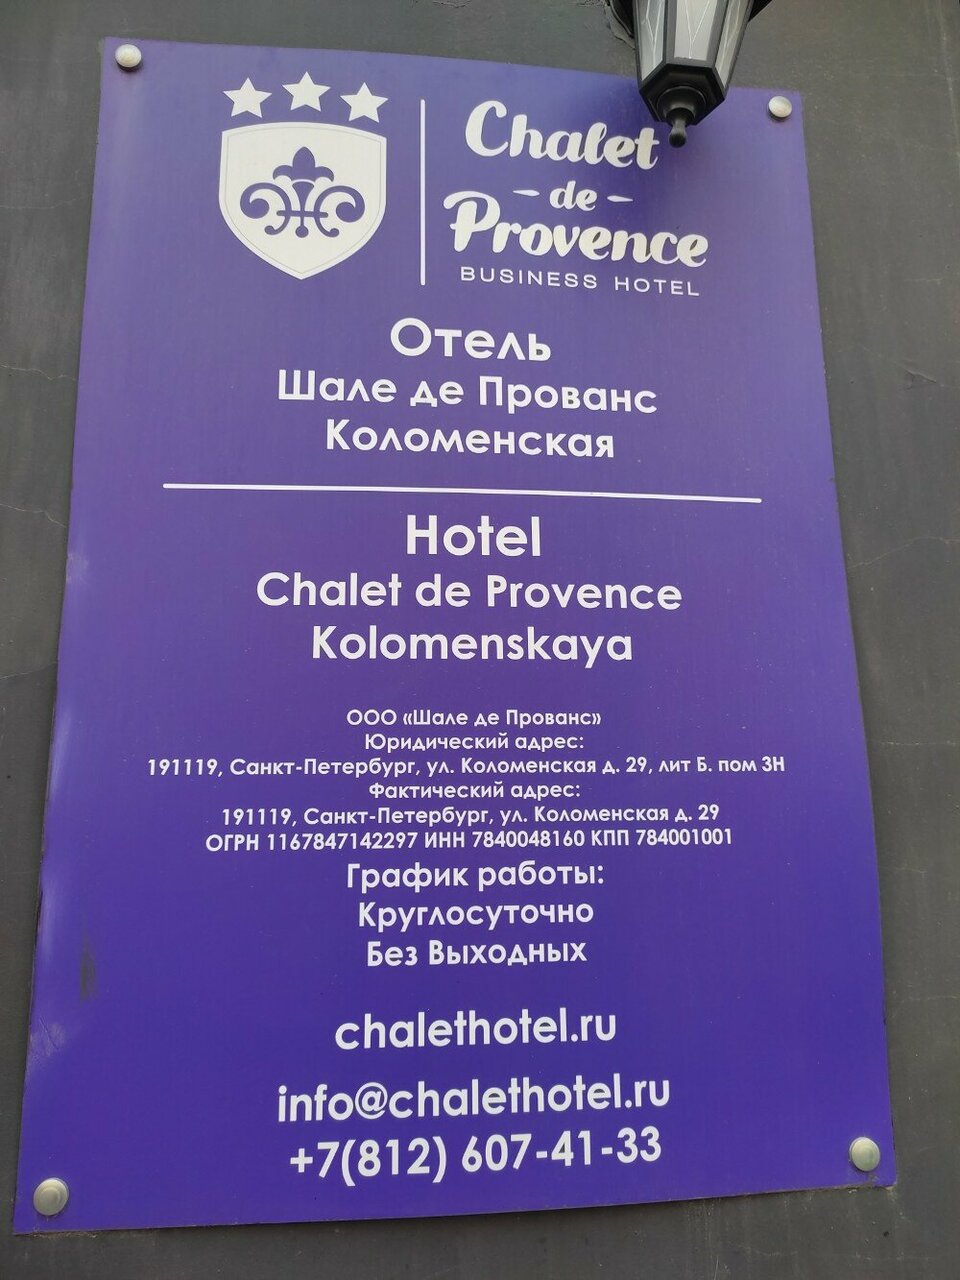 Chalet
- de -
Provence
BUSINESS HOTEL
Отель
Шале де Прованс
Коломенская
Hotel
Chalet de Provence
Kolomenskaya
ООО «Шале де Прованс»
Юридический адрес:
191119, Санкт-Петербург, ул. Коломенская д. 29, лит Б. пом 3Н
Фактический адрес:
191119, Санкт-Петербург, ул. Коломенская д. 29
ОГРН 1167847142297 ИНН 7840048160 КПП 784001001
График работы:
Круглосуточно
Без Выходных
chalethotel.ru
info@chalethotel.ru
+7(812) 607-41-33